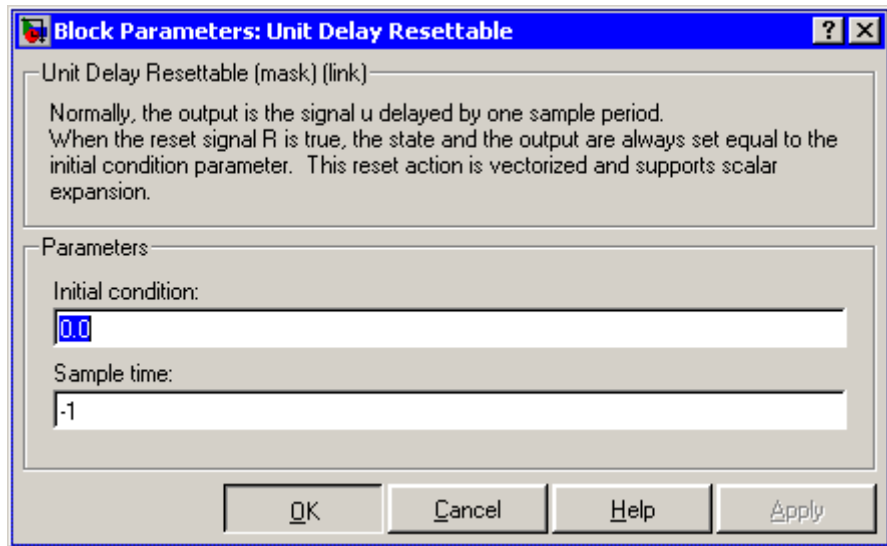 Block Parameters: Unit Delay Resettable
Unit Delay Resettable (mask) (link)
Normally, the output is the signal u delayed by one sample period.
When the reset signal R is true, the state and the output are always set equal to the
initial condition parameter.  This reset action is vectorized and supports scalar
expansion.
Parameters
Initial condition:
0.0
Sample time:
-1
OK Cancel Help Apply